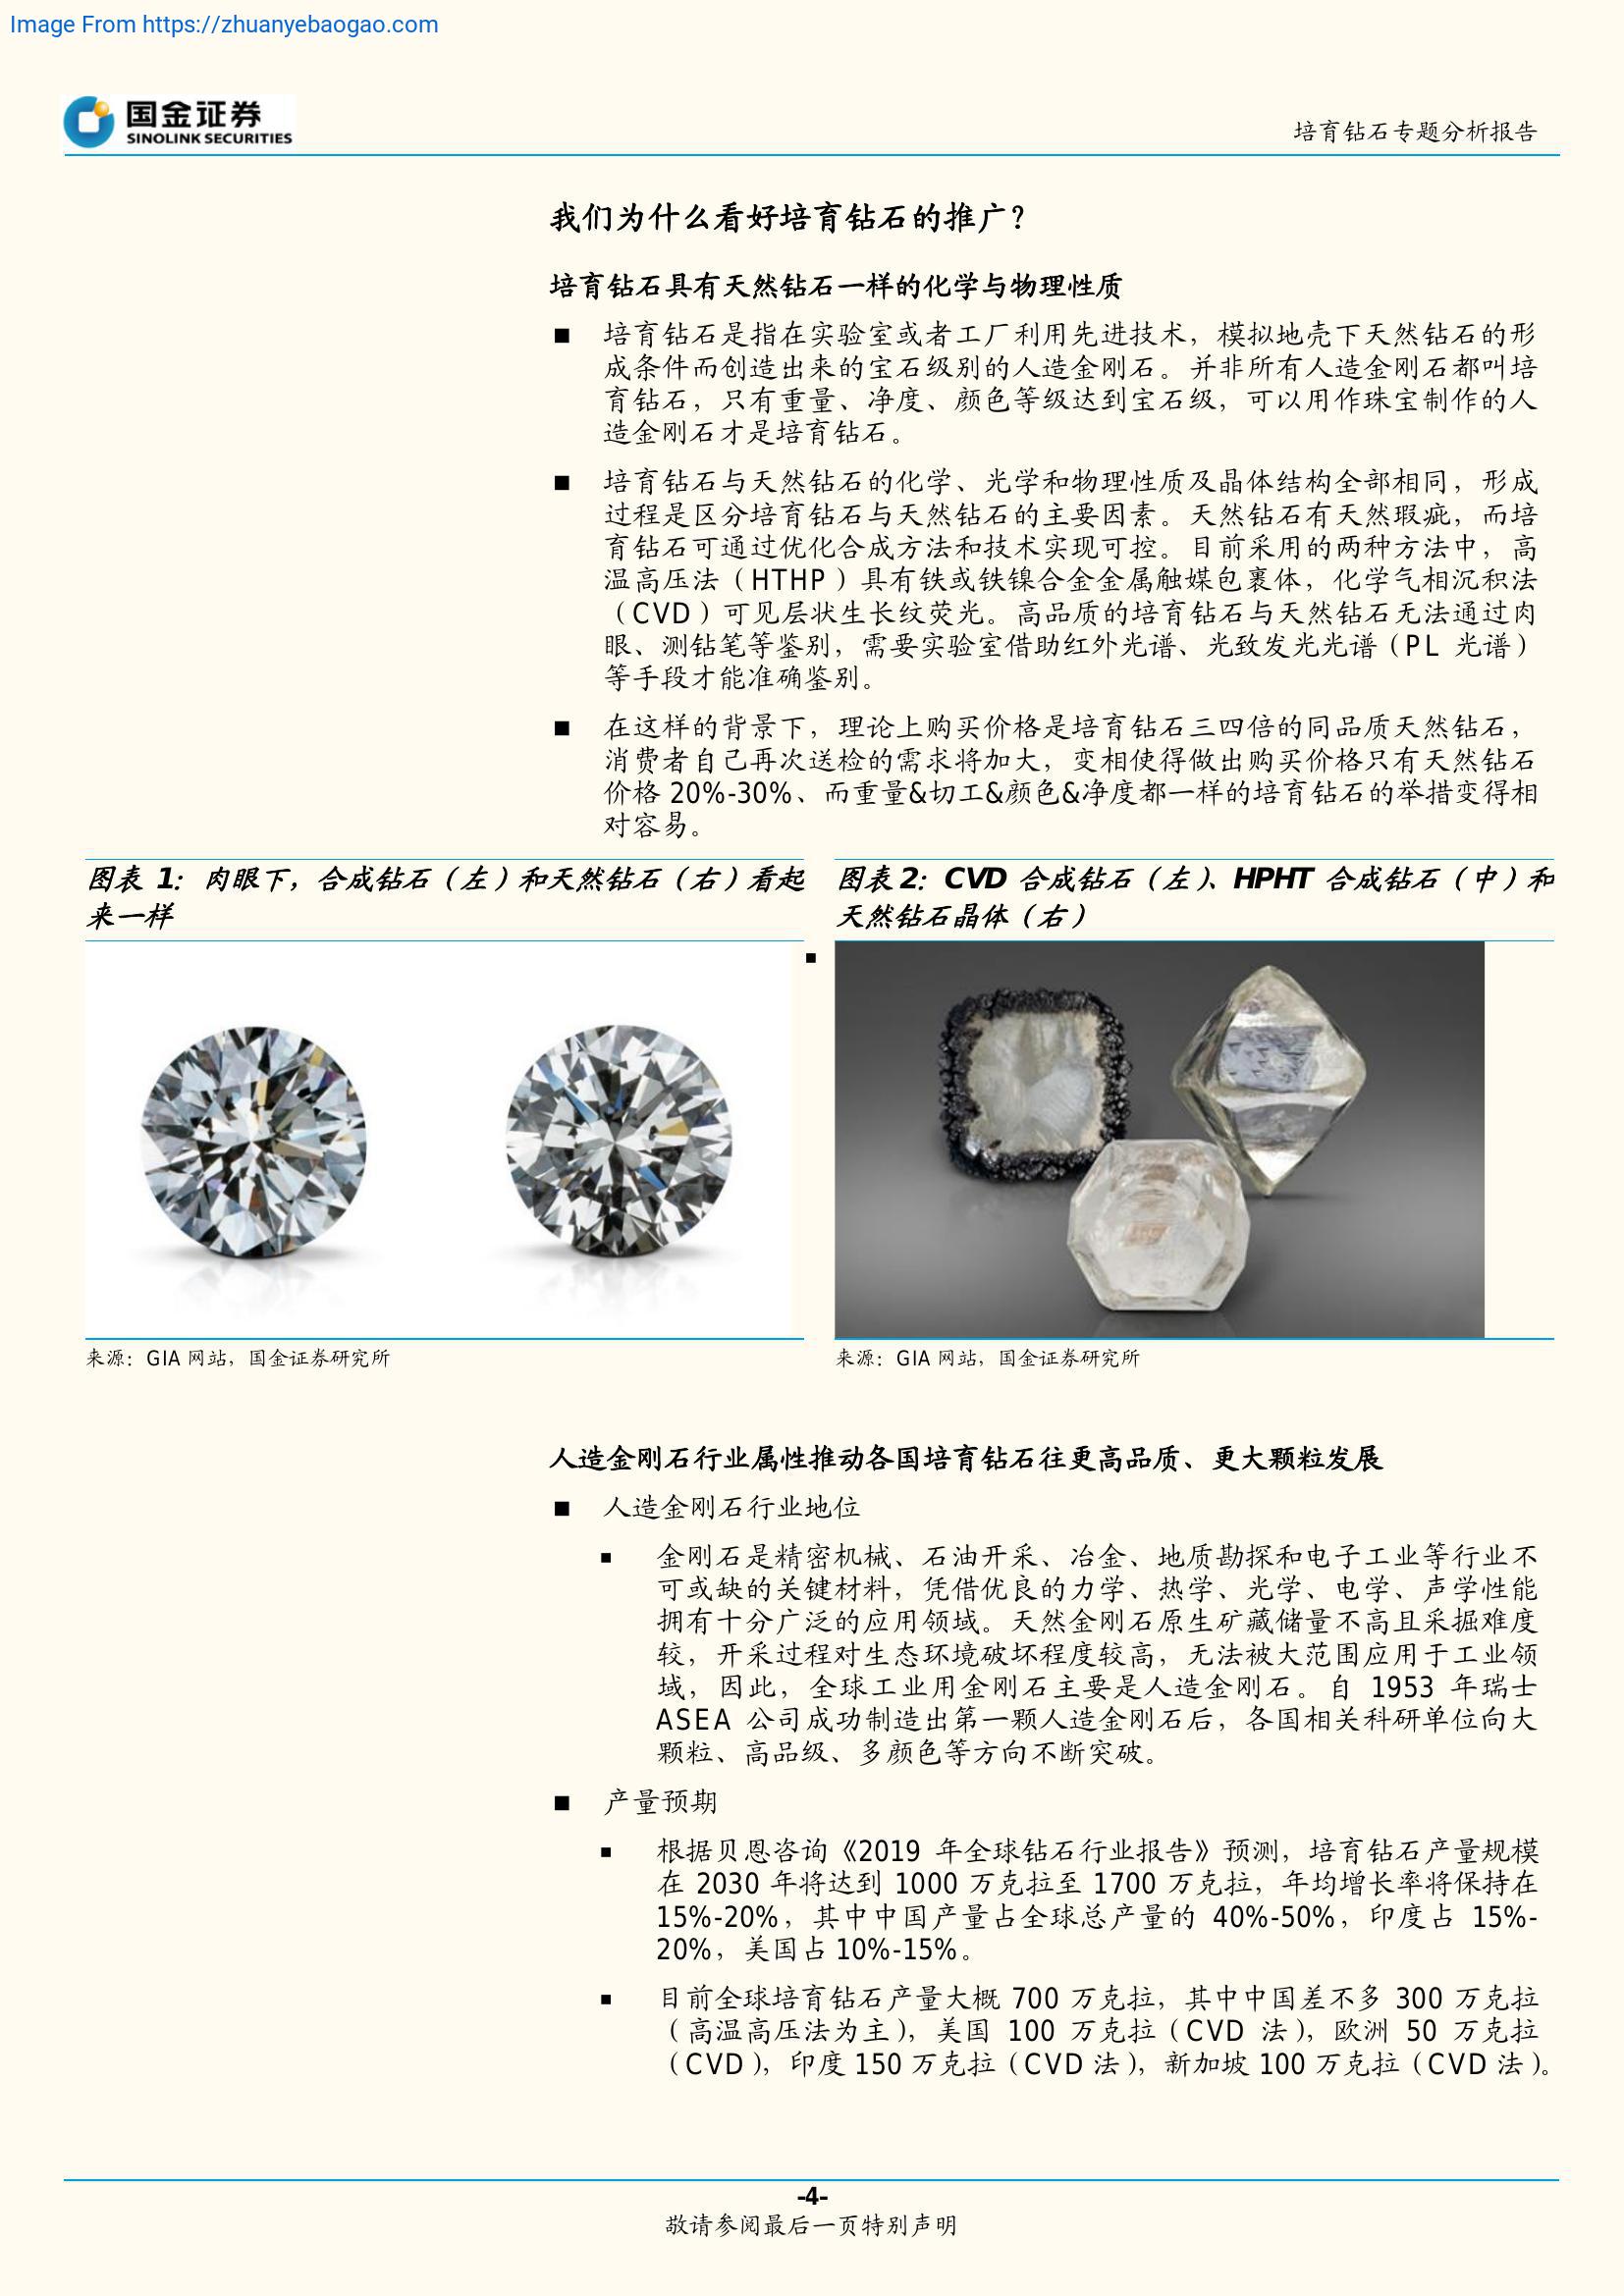 Image From https://zhuanyebaogao.com
国金证券
SINOLINK SECURITIES
培育钻石专题分析报告
我们为什么看好培育钻石的推广？
培育钻石具有天然钻石一样的化学与物理性质
■ 培育钻石是指在实验室或者工厂利用先进技术，模拟地壳下天然钻石的形
成条件而创造出来的宝石级别的人造金刚石。并非所有人造金刚石都叫培
育钻石，只有重量、净度、颜色等级达到宝石级，可以用作珠宝制作的人
造金刚石才是培育钻石。
■ 培育钻石与天然钻石的化学、光学和物理性质及晶体结构全部相同，形成
过程是区分培育钻石与天然钻石的主要因素。天然钻石有天然瑕疵，而培
育钻石可通过优化合成方法和技术实现可控。目前采用的两种方法中，高
温高压法（HTHP）具有铁或铁镍合金金属触媒包裹体，化学气相沉积法
（CVD）可见层状生长纹荧光。高品质的培育钻石与天然钻石无法通过肉
眼、测钻笔等鉴别，需要实验室借助红外光谱、光致发光光谱（PL 光谱）
等手段才能准确鉴别。
■ 在这样的背景下，理论上购买价格是培育钻石三四倍的同品质天然钻石，
消费者自己再次送检的需求将加大，变相使得做出购买价格只有天然钻石
价格 20%-30%、而重量&切工&颜色&净度都一样的培育钻石的举措变得相
对容易。
图表 1：肉眼下，合成钻石（左）和天然钻石（右）看起
来一样
图表 2：CVD 合成钻石（左）、HPHT 合成钻石（中）和
天然钻石晶体（右）
来源：GIA 网站，国金证券研究所
来源：GIA 网站，国金证券研究所
人造金刚石行业属性推动各国培育钻石往更高品质、更大颗粒发展
■ 人造金刚石行业地位
▪ 金刚石是精密机械、石油开采、冶金、地质勘探和电子工业等行业不
可或缺的关键材料，凭借优良的力学、热学、光学、电学、声学性能
拥有十分广泛的应用领域。天然金刚石原生矿藏储量不高且采掘难度
较，开采过程对生态环境破坏程度较高，无法被大范围应用于工业领
域，因此，全球工业用金刚石主要是人造金刚石。自 1953 年瑞士
ASEA 公司成功制造出第一颗人造金刚石后，各国相关科研单位向大
颗粒、高品级、多颜色等方向不断突破。
■ 产量预期
▪ 根据贝恩咨询《2019 年全球钻石行业报告》预测，培育钻石产量规模
在 2030 年将达到 1000 万克拉至 1700 万克拉，年均增长率将保持在
15%-20%，其中中国产量占全球总产量的 40%-50%，印度占 15%-
20%，美国占 10%-15%。
▪ 目前全球培育钻石产量大概 700 万克拉，其中中国差不多 300 万克拉
（高温高压法为主），美国 100 万克拉（CVD 法），欧洲 50 万克拉
（CVD），印度 150 万克拉（CVD 法），新加坡 100 万克拉（CVD 法）。
-4-
敬请参阅最后一页特别声明